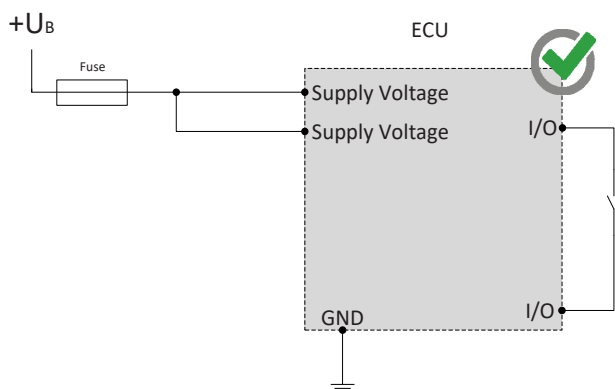 +UB
ECU
Fuse
Supply Voltage
Supply Voltage
I/O
I/O
GND